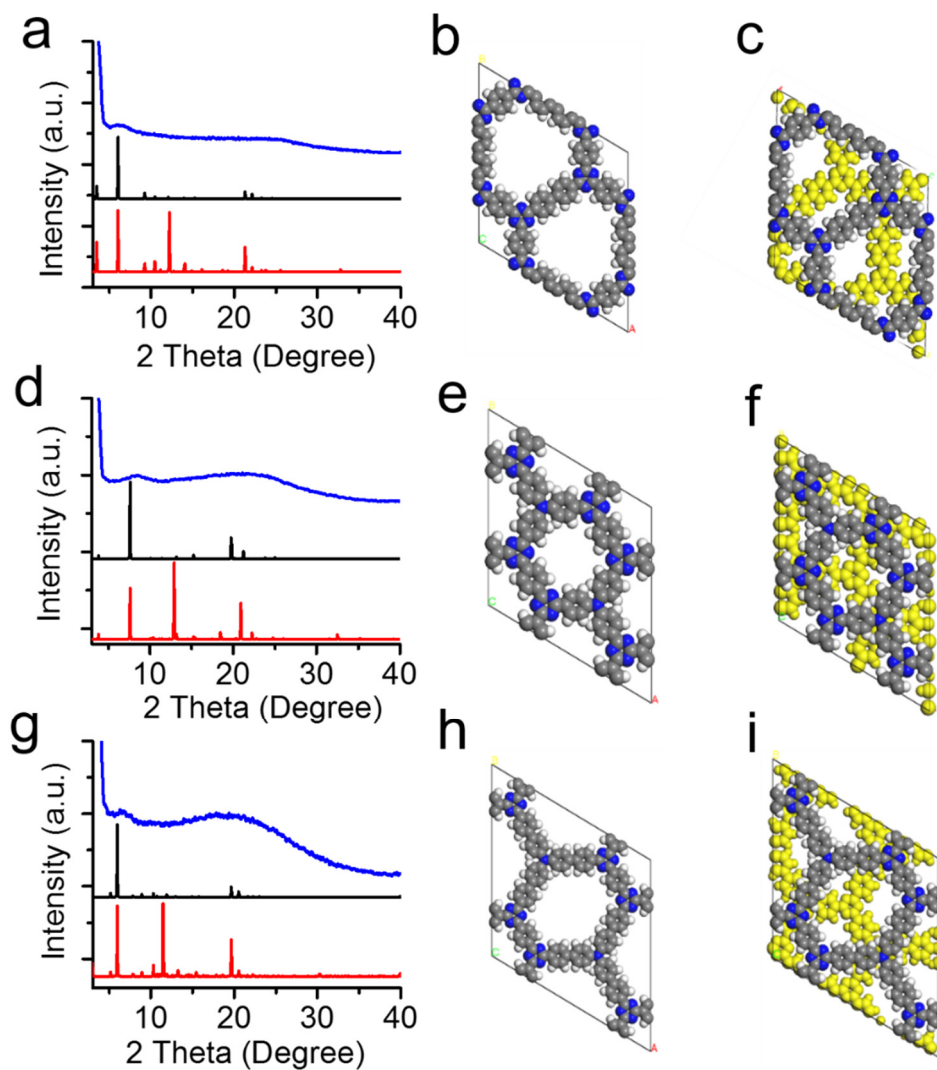 a
b
c
Intensity (a.u.)
10
20
30
40
2 Theta (Degree)
B
C
A
d
e
f
Intensity (a.u.)
10
20
30
40
2 Theta (Degree)
C
A
g
h
i
Intensity (a.u.)
10
20
30
40
2 Theta (Degree)
B
C
A